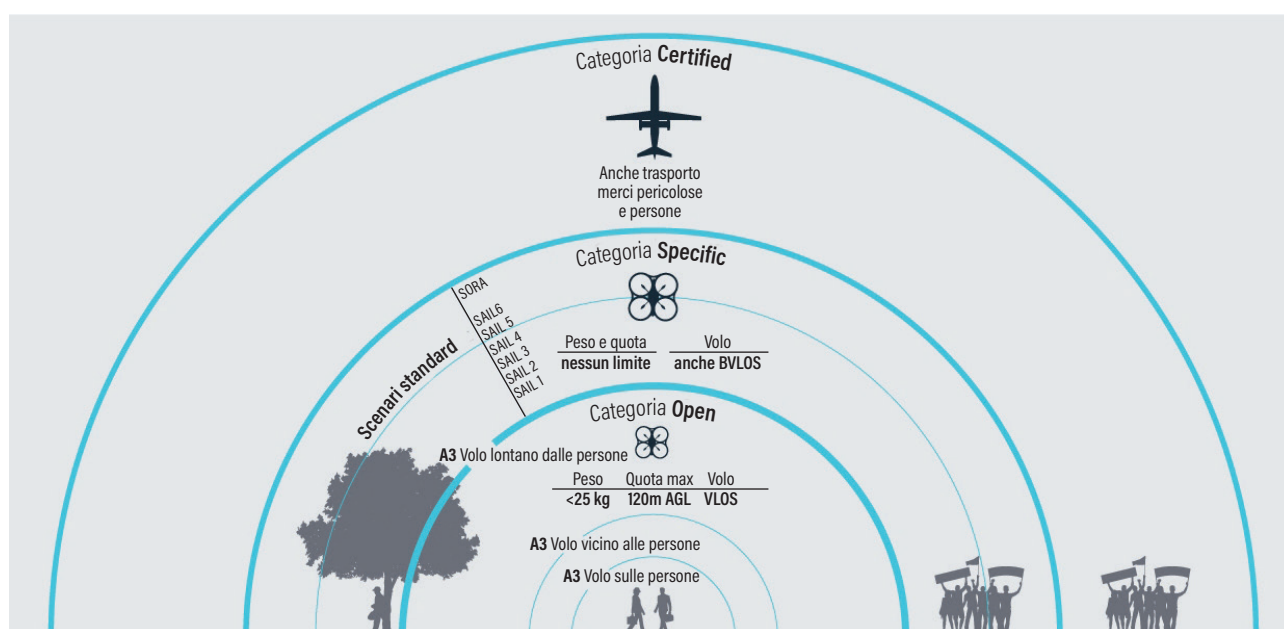 Categoria Certified
Anche trasporto
merci pericolose
e persone
Categoria Specific
SORA
SAIL6
SAIL 5
SAIL 4
SAIL 3
SAIL 2
SAIL 1
Scenari standard
Peso e quota Volo
nessun limite anche BVLOS
Categoria Open
A3 Volo lontano dalle persone
Peso Quota max Volo
<25 kg 120m AGL VLOS
A3 Volo vicino alle persone
A3 Volo sulle persone